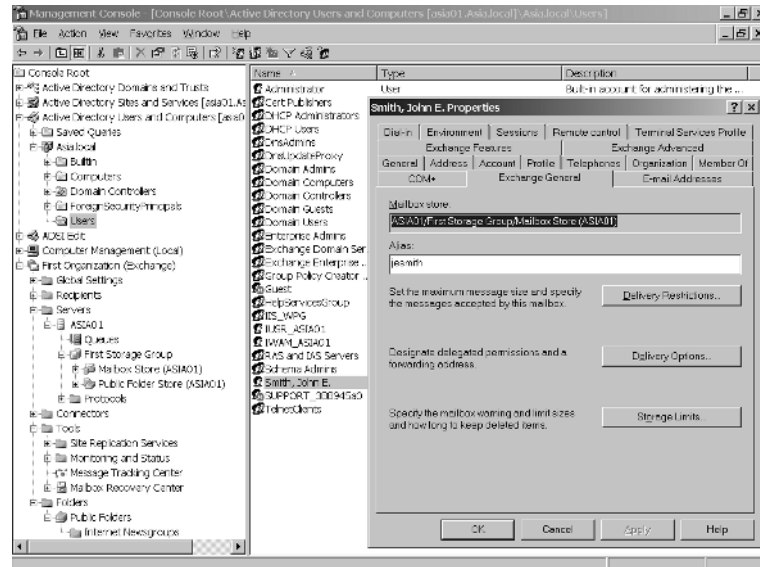 Management Console - [Console Root\Active Directory Users and Computers [asia01.Asia.local]\Asia.local\Users]
File Action View Favorites Window Help
Console Root
Active Directory Domains and Trusts
Active Directory Sites and Services [asia01.As
Active Directory Users and Computers [asia0
Saved Queries
Asia.local
Builtin
Computers
Domain Controllers
ForeignSecurityPrincipals
Users
ADSI Edit
Computer Management (Local)
First Organization (Exchange)
Global Settings
Recipients
Servers
ASIA01
Queues
First Storage Group
Mailbox Store (ASIA01)
Public Folder Store (ASIA01)
Protocols
Connectors
Tools
Site Replication Services
Monitoring and Status
Message Tracking Center
Mailbox Recovery Center
Folders
Public Folders
Internet Newsgroups
Name Type Description
Administrator User Built-in account for administering the ...
Cert Publishers
DHCP Administrators
DHCP Users
DnsAdmins
DnsUpdateProxy
Domain Admins
Domain Computers
Domain Controllers
Domain Guests
Domain Users
Enterprise Admins
Exchange Domain Ser
Exchange Enterprise ...
Group Policy Creator ...
Guest
HelpServicesGroup
IIS_WPG
IUSR_ASIA01
IWAM_ASIA01
RAS and IAS Servers
Schema Admins
Smith, John E.
SUPPORT_388945a0
TelnetClients
Smith, John E. Properties
Dial-in Environment Sessions Remote control Terminal Services Profile
Exchange Features Exchange Advanced
General Address Account Profile Telephones Organization Member Of
COM+ Exchange General E-mail Addresses
Mailbox store:
ASIA01/First Storage Group/Mailbox Store (ASIA01)
Alias:
jesmith
Set the maximum message size and specify
the messages accepted by this mailbox.
Delivery Restrictions...
Designate delegated permissions and a
forwarding address.
Delivery Options...
Specify the mailbox warning and limit sizes
and how long to keep deleted items.
Storage Limits...
OK Cancel Apply Help